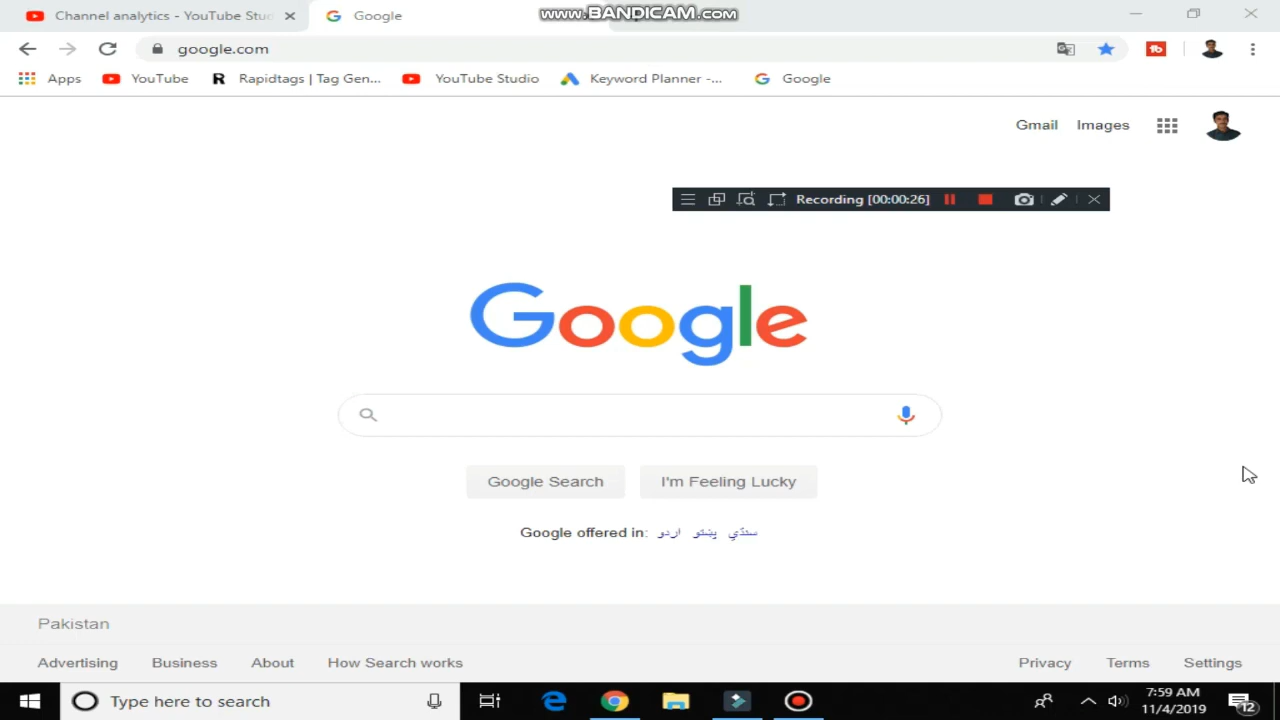 Channel analytics - YouTube Stud
Google
www.BANDICAM.com
google.com
Apps
YouTube
Rapidtags | Tag Gen...
YouTube Studio
Keyword Planner -...
Google
Gmail
Images
Recording [00:00:26]
Google
Google Search
I'm Feeling Lucky
Google offered in: اردو پښتو سنڌي
Pakistan
Advertising
Business
About
How Search works
Privacy
Terms
Settings
Type here to search
7:59 AM
11/4/2019
12